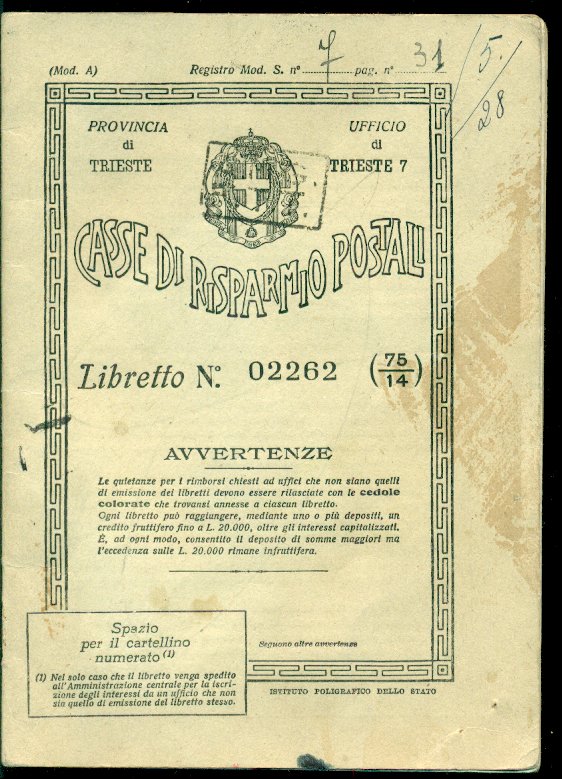 (Mod. A) Registro Mod. S. n° 7 pag. n° 31
5.
28
PROVINCIA
di
TRIESTE
UFFICIO
di
TRIESTE 7
CASSE DI RISPARMIO POSTALI
Libretto N.° 02262 (75/14)
AVVERTENZE
Le quietanze per i rimborsi chiesti ad uffici che non siano quelli
di emissione dei libretti devono essere rilasciate con le cedole
colorate che trovansi annesse a ciascun libretto.
Ogni libretto può raggiungere, mediante uno o più depositi, un
credito fruttifero fino a L. 20.000, oltre gli interessi capitalizzati.
È, ad ogni modo, consentito il deposito di somme maggiori ma
l'eccedenza sulle L. 20.000 rimane infruttifera.
Seguono altre avvertenze
Spazio
per il cartellino
numerato (1)
(1) Nel solo caso che il libretto venga spedito
all'Amministrazione centrale per la iscri-
zione degli interessi da un ufficio che non
sia quello di emissione del libretto stesso.
ISTITUTO POLIGRAFICO DELLO STATO